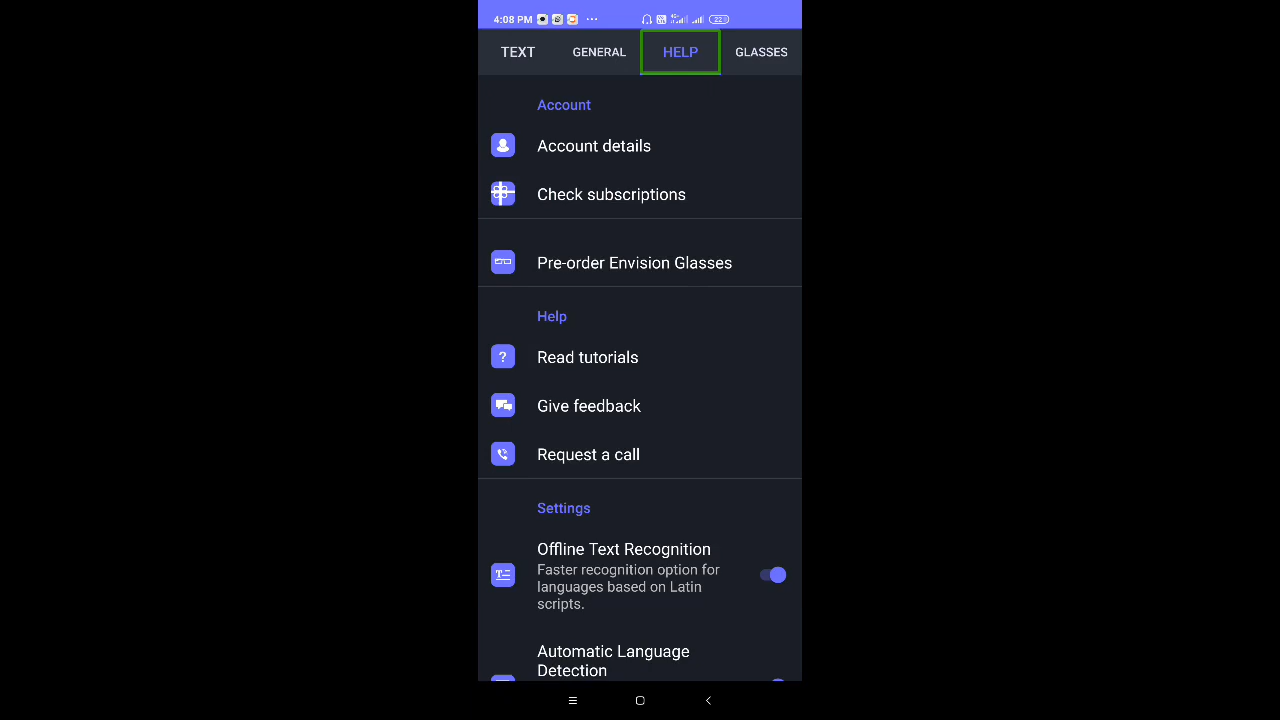 4:08 PM 22
TEXT GENERAL HELP GLASSES
Account
Account details
Check subscriptions
Pre-order Envision Glasses
Help
Read tutorials
Give feedback
Request a call
Settings
Offline Text Recognition
Faster recognition option for
languages based on Latin
scripts.
Automatic Language
Detection